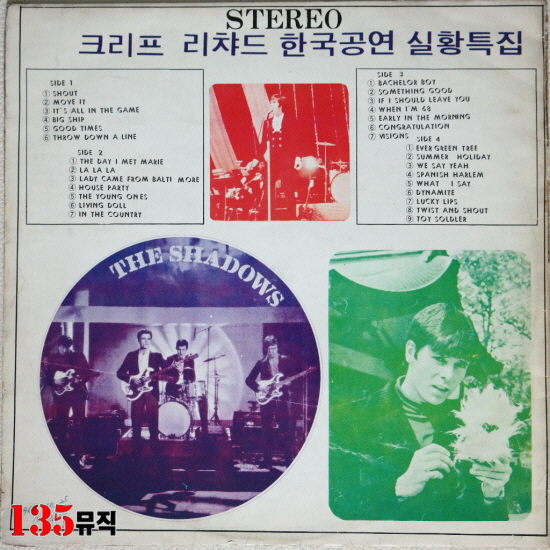 STEREO
크리프 리챠드 한국공연 실황특집
SIDE 1
① SHOUT
② MOVE IT
③ IT'S ALL IN THE GAME
④ BIG SHIP
⑤ GOOD TIMES
⑥ THROW DOWN A LINE
SIDE 2
① THE DAY I MET MARIE
② LA LA LA
③ LADY CAME FROM BALTI MORE
④ HOUSE PARTY
⑤ THE YOUNG ONES
⑥ LIVING DOLL
⑦ IN THE COUNTRY
SIDE 3
① BACHELOR BOY
② SOMETHING GOOD
③ IF I SHOULD LEAVE YOU
④ WHEN I'M 48
⑤ EARLY IN THE MORNING
⑥ CONGRATULATION
⑦ VISIONS
SIDE 4
① EVER GREEN TREE
② SUMMER HOLIDAY
③ WE SAY YEAH
④ SPANISH HARLEM
⑤ WHAT I SAY
⑥ DYNAMITE
⑦ LUCKY LIPS
⑧ TWIST AND SHOUT
⑨ TOY SOLDLER
THE SHADOWS
135뮤직